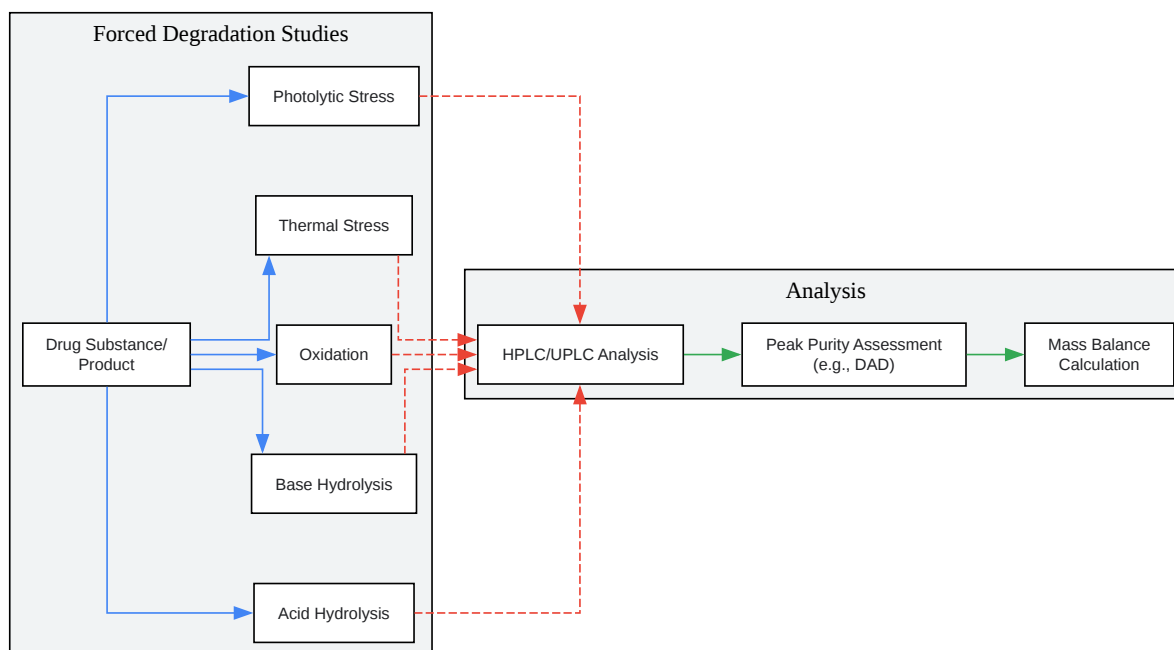 Forced Degradation Studies
Photolytic Stress
Thermal Stress
Drug Substance/
Product
Oxidation
Base Hydrolysis
Acid Hydrolysis
Analysis
HPLC/UPLC Analysis
Peak Purity Assessment
(e.g., DAD)
Mass Balance
Calculation